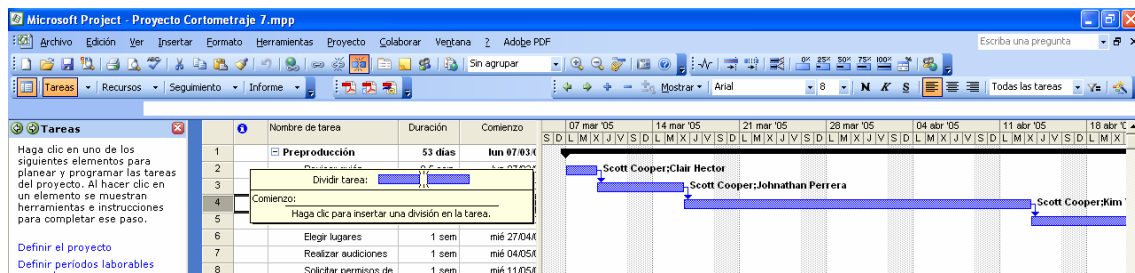 Microsoft Project - Proyecto Cortometraje 7.mpp
Archivo Edición Ver Insertar Formato Herramientas Proyecto Colaborar Ventana ? Adobe PDF
Escriba una pregunta
Sin agrupar
0% 25% 50% 75% 100%
Tareas Recursos Seguimiento Informe
Mostrar Arial 8 N K S Todas las tareas
Tareas
Haga clic en uno de los
siguientes elementos para
planear y programar las tareas
del proyecto. Al hacer clic en
un elemento se muestran
herramientas e instrucciones
para completar ese paso.
Definir el proyecto
Definir períodos laborables
Nombre de tarea Duración Comienzo
07 mar '05 14 mar '05 21 mar '05 28 mar '05 04 abr '05 11 abr '05 18 abr
S D L M X J V S D L M X J V S D L M X J V S D L M X J V S D L M X J V S D L M X J V S D L M X
1 Preproducción 53 días lun 07/03/
2
Scott Cooper;Clair Hector
3
Scott Cooper;Johnathan Perrera
4
Scott Cooper;Kim
5
Dividir tarea:
Comienzo:
Haga clic para insertar una división en la tarea.
6 Elegir lugares 1 sem mié 27/04/
7 Realizar audiciones 1 sem mié 04/05/
8 Solicitar permisos de 1 sem mié 11/05/